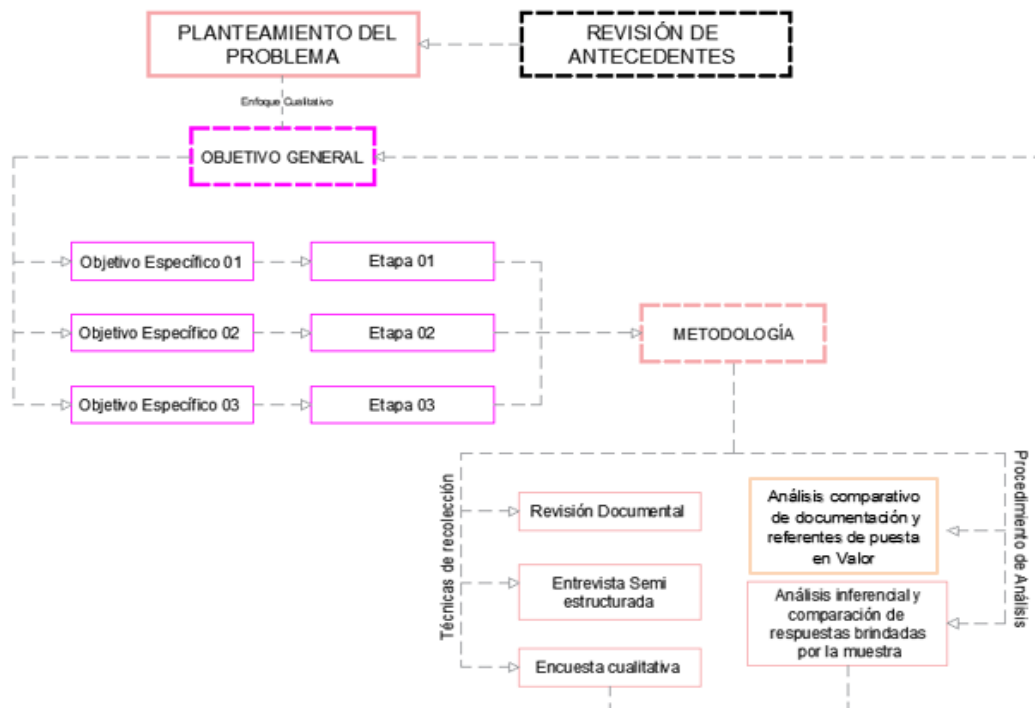 PLANTEAMIENTO DEL
PROBLEMA
REVISIÓN DE
ANTECEDENTES
Enfoque Cualitativo
OBJETIVO GENERAL
Objetivo Específico 01
Etapa 01
Objetivo Específico 02
Etapa 02
METODOLOGÍA
Objetivo Específico 03
Etapa 03
Técnicas de recolección
Revisión Documental
Entrevista Semi
estructurada
Encuesta cualitativa
Análisis comparativo
de documentación y
referentes de puesta
en Valor
Análisis inferencial y
comparación de
respuestas brindadas
por la muestra
Procedimiento de Análisis